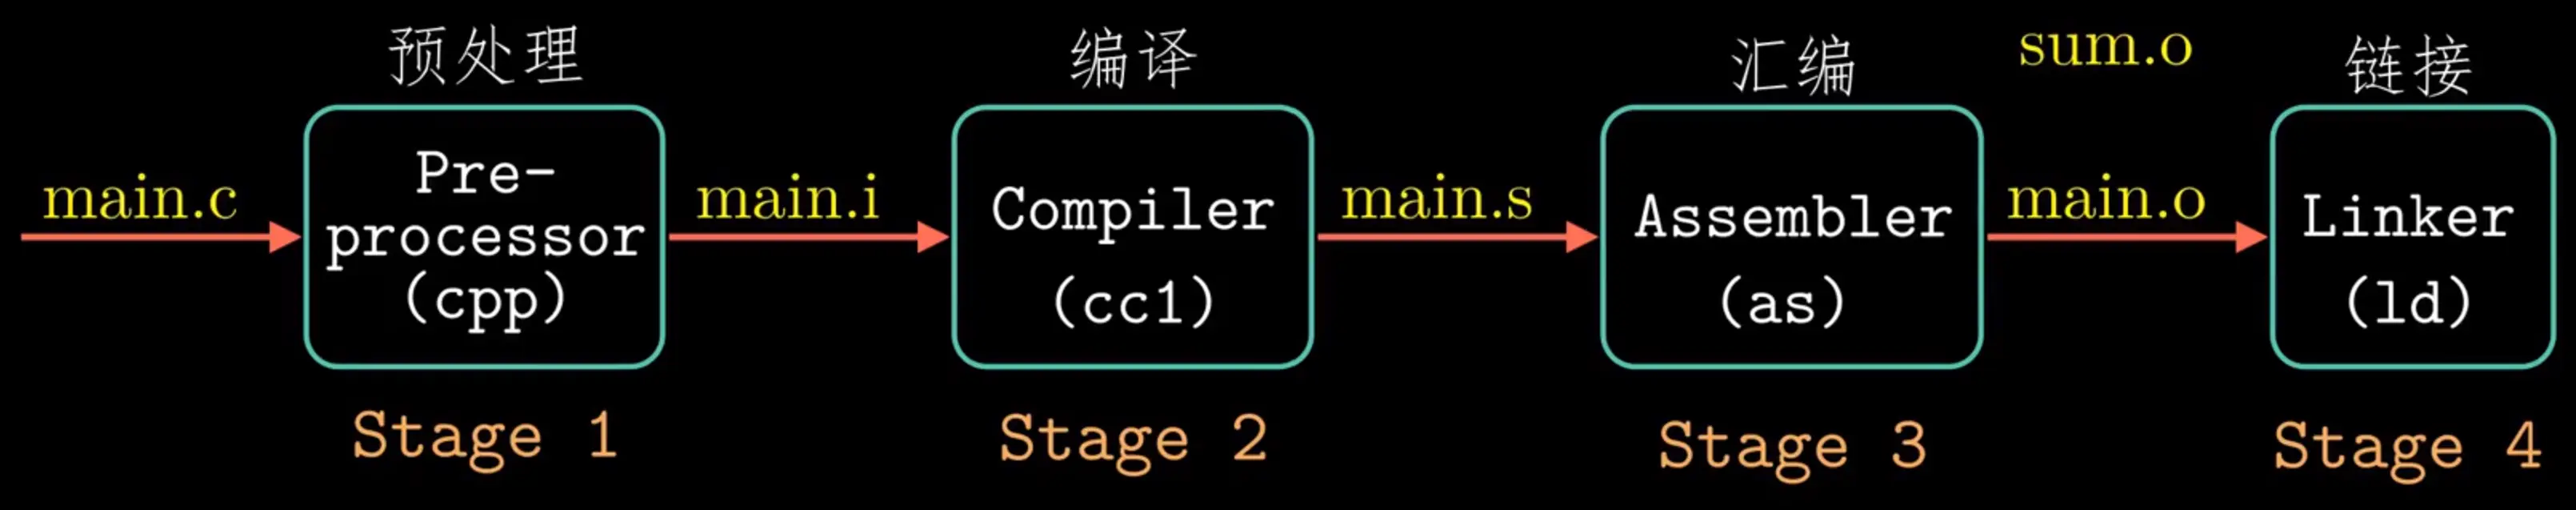 预处理
编译
汇编
sum.o
链接
main.c
Pre-
processor
(cpp)
main.i
Compiler
(cc1)
main.s
Assembler
(as)
main.o
Linker
(ld)
Stage 1
Stage 2
Stage 3
Stage 4